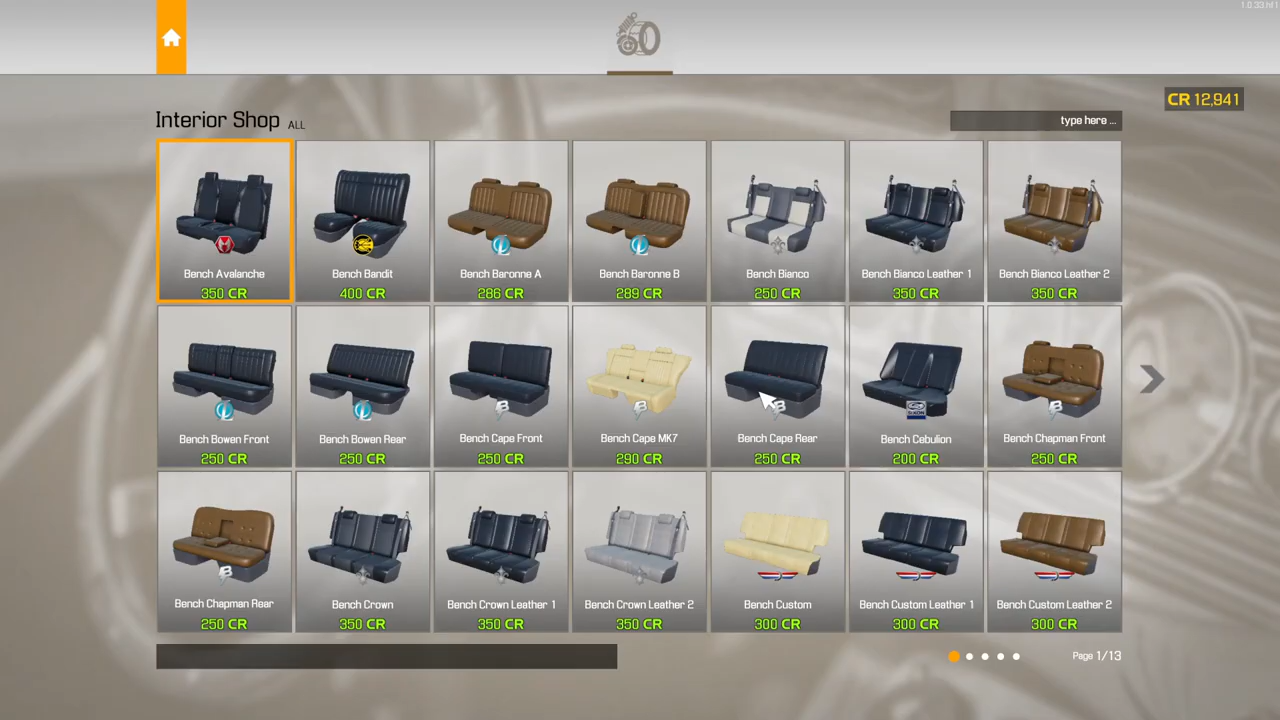 1.0.33.hf1
CR 12,941
Interior Shop ALL
type here ...
Bench Avalanche
350 CR
Bench Bandit
400 CR
Bench Baronne A
286 CR
Bench Baronne B
289 CR
Bench Bianco
250 CR
Bench Bianco Leather 1
350 CR
Bench Bianco Leather 2
350 CR
Bench Bowen Front
250 CR
Bench Bowen Rear
250 CR
Bench Cape Front
250 CR
Bench Cape MK7
290 CR
Bench Cape Rear
250 CR
Bench Cebulion
200 CR
Bench Chapman Front
250 CR
Bench Chapman Rear
250 CR
Bench Crown
350 CR
Bench Crown Leather 1
350 CR
Bench Crown Leather 2
350 CR
Bench Custom
300 CR
Bench Custom Leather 1
300 CR
Bench Custom Leather 2
300 CR
Page 1/13